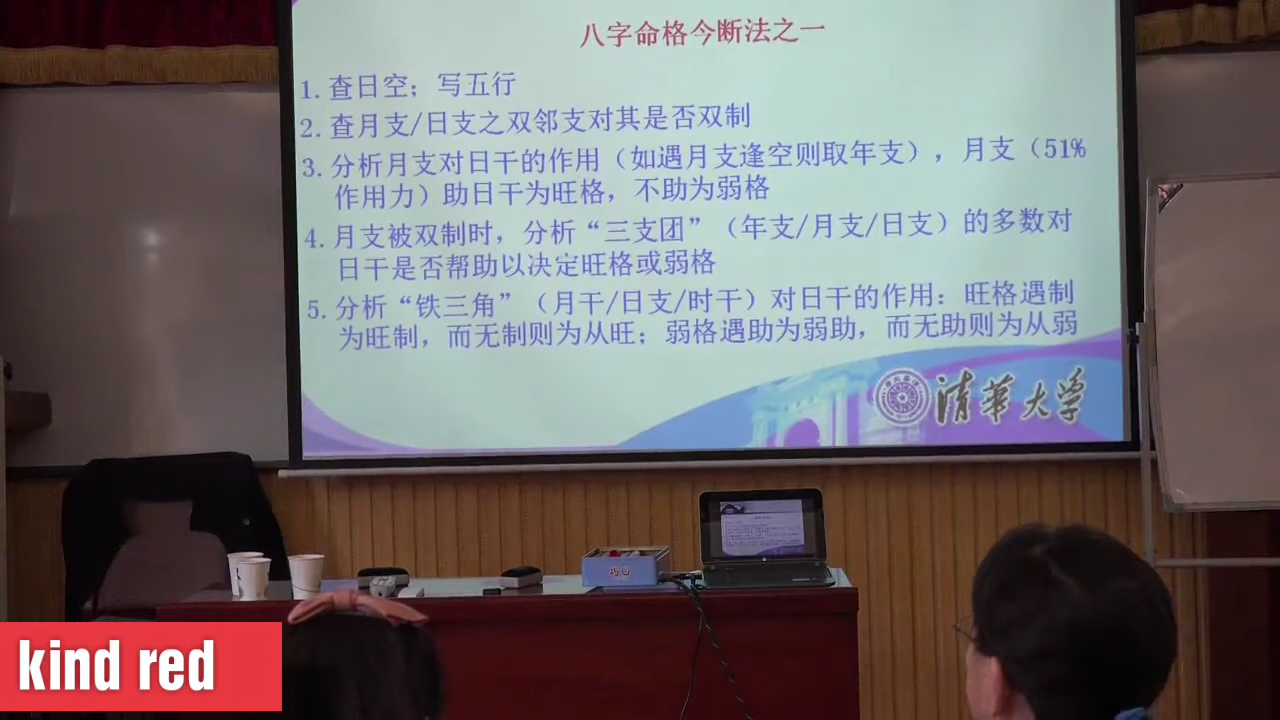 八字命格今断法之一
1. 查日空；写五行
2. 查月支/日支之双邻支对其是否双制
3. 分析月支对日干的作用（如遇月支逢空则取年支），月支（51%
作用力）助日干为旺格，不助为弱格
4. 月支被双制时，分析“三支团”（年支/月支/日支）的多数对
日干是否帮助以决定旺格或弱格
5. 分析“铁三角”（月干/日支/时干）对日干的作用：旺格遇制
为旺制，而无制则为从旺；弱格遇助为弱助，而无助则为从弱
清華大学
kind red